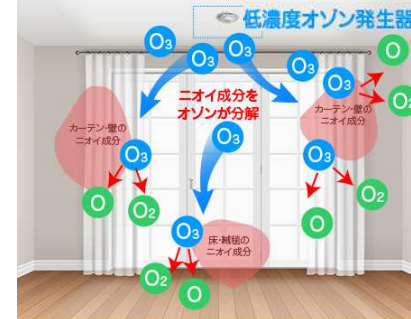 低濃度オゾン発生器
O3
O3
O3
O3
O3
O
O2
ニオイ成分を
オゾンが分解
カーテン・壁の
ニオイ成分
カーテン・壁の
ニオイ成分
O3
O3
O3
O
O2
O2
O
O3
床・絨毯の
ニオイ成分
O2
O